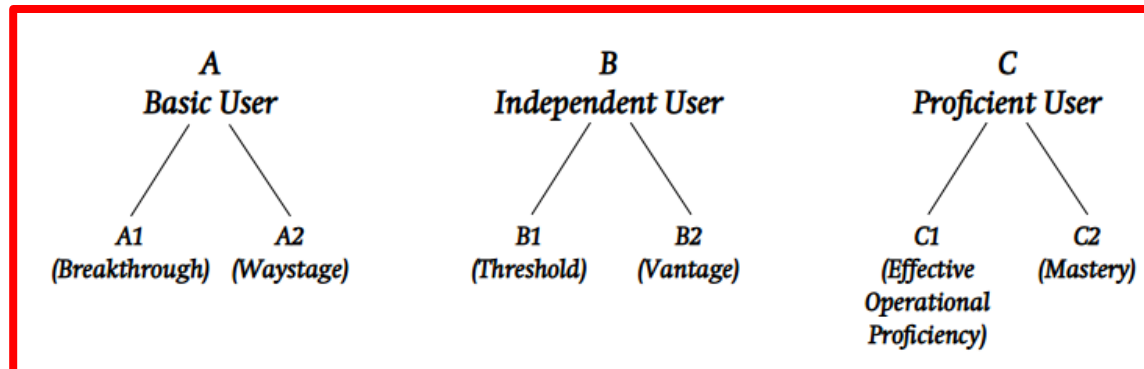 A
Basic User
B
Independent User
C
Proficient User
A1
(Breakthrough)
A2
(Waystage)
B1
(Threshold)
B2
(Vantage)
C1
(Effective
Operational
Proficiency)
C2
(Mastery)